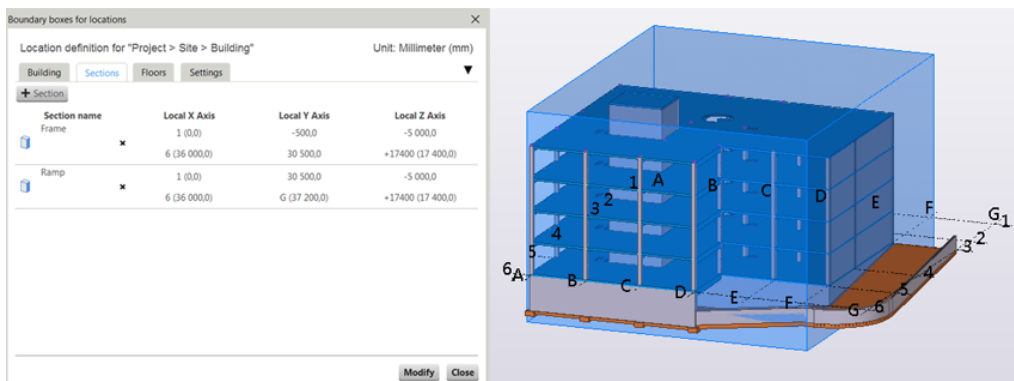 Boundary boxes for locations
Location definition for "Project > Site > Building" Unit: Millimeter (mm)
Building Sections Floors Settings
+ Section
Section name Local X Axis Local Y Axis Local Z Axis
Frame 1 (0,0) -500,0 -5 000,0
6 (36 000,0) 30 500,0 +17400 (17 400,0)
Ramp 1 (0,0) 30 500,0 -5 000,0
6 (36 000,0) G (37 200,0) +17400 (17 400,0)
Modify Close
1 A B C D E F G 1
2 3 4 5 6
2 3 4 5 6
A B C D E F G